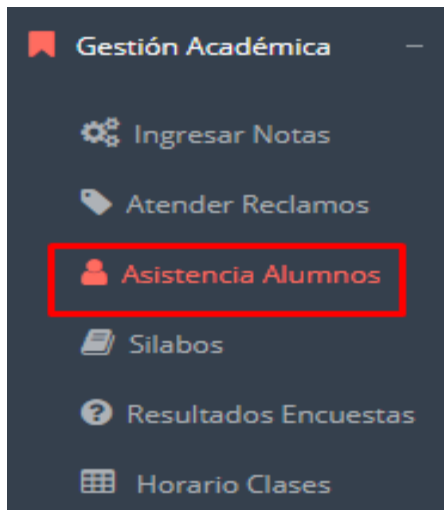 Gestión Académica
Ingresar Notas
Atender Reclamos
Asistencia Alumnos
Silabos
Resultados Encuestas
Horario Clases